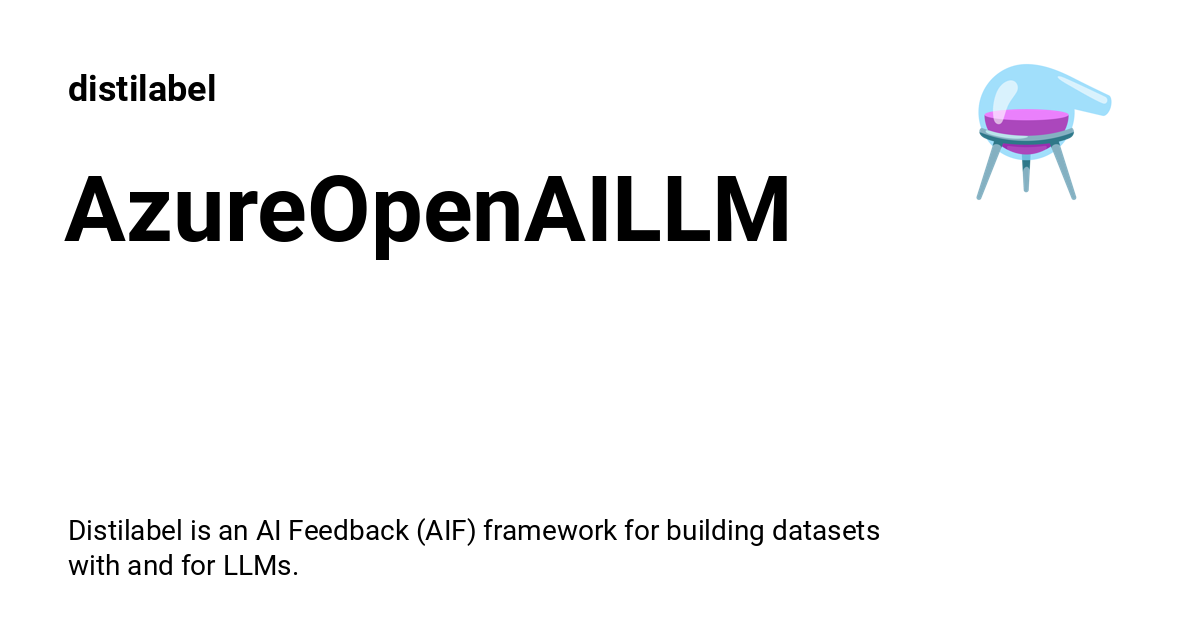 distilabel
AzureOpenAILLM
Distilabel is an AI Feedback (AIF) framework for building datasets
with and for LLMs.